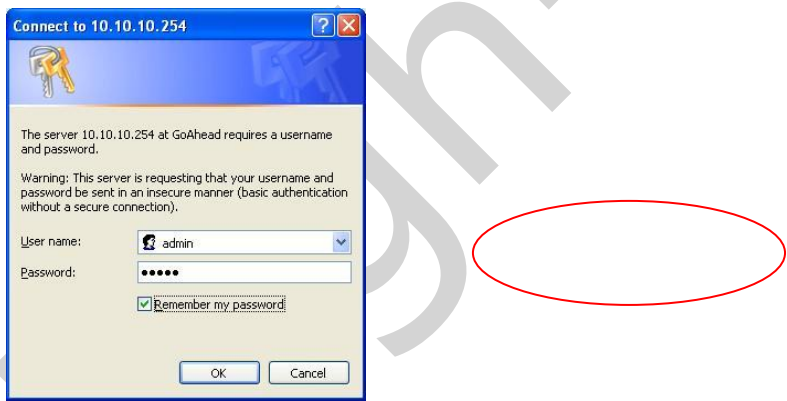 Connect to 10.10.10.254
The server 10.10.10.254 at GoAhead requires a username
and password.
Warning: This server is requesting that your username and
password be sent in an insecure manner (basic authentication
without a secure connection).
User name:
admin
Password:
•••••
Remember my password
OK Cancel